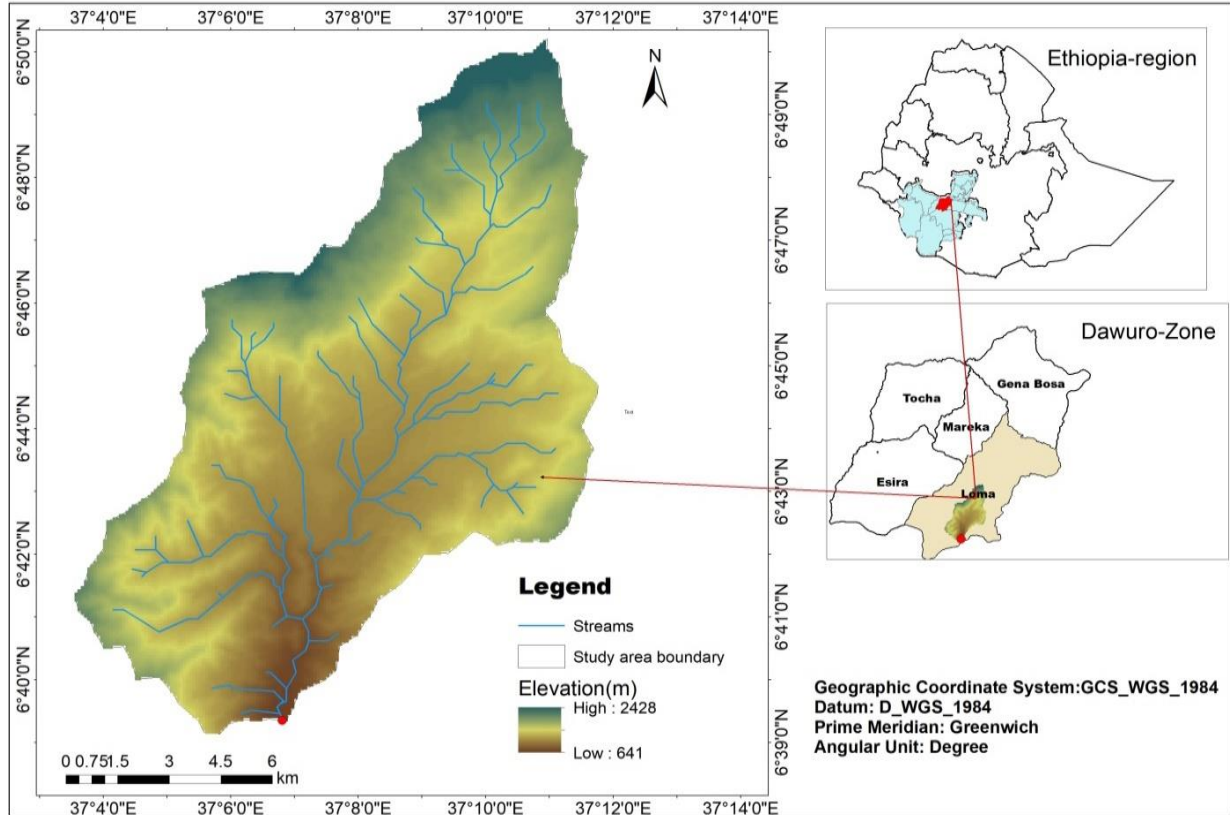 37°4'0"E 37°6'0"E 37°8'0"E 37°10'0"E 37°12'0"E 37°14'0"E
6°50'0"N
6°48'0"N
6°46'0"N
6°44'0"N
6°42'0"N
6°40'0"N
N
6°49'0"N
6°47'0"N
6°45'0"N
6°43'0"N
6°41'0"N
6°39'0"N
Legend
Streams
Study area boundary
Elevation(m)
High : 2428
Low : 641
0 0.75 1.5 3 4.5 6
km
37°4'0"E 37°6'0"E 37°8'0"E 37°10'0"E 37°12'0"E 37°14'0"E
Ethiopia-region
Dawuro-Zone
Gena Bosa
Tocha
Mareka
Esira
Loma
Geographic Coordinate System:GCS_WGS_1984
Datum: D_WGS_1984
Prime Meridian: Greenwich
Angular Unit: Degree